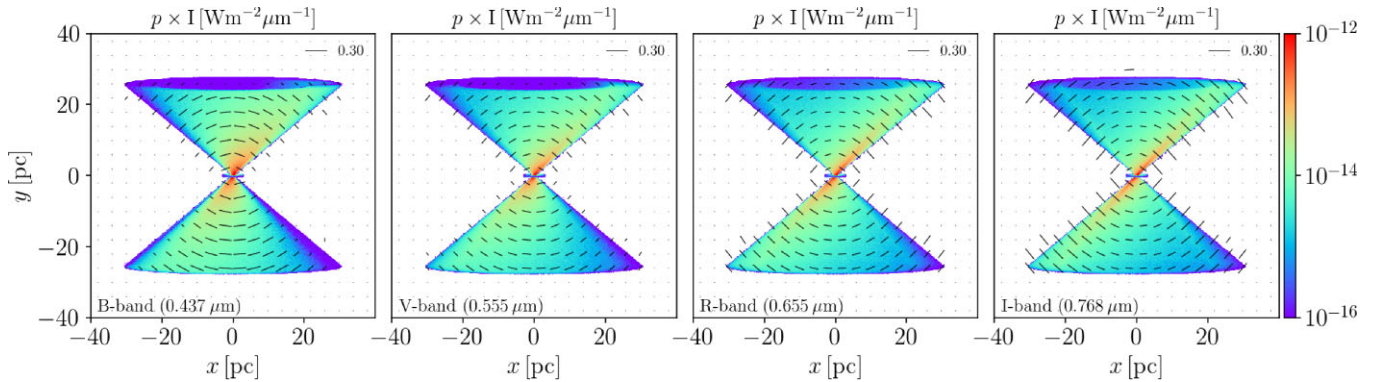 p × I [Wm⁻²μm⁻¹] p × I [Wm⁻²μm⁻¹] p × I [Wm⁻²μm⁻¹] p × I [Wm⁻²μm⁻¹]
40 0.30 0.30 0.30 0.30 10⁻¹²
20
y [pc] 0 10⁻¹⁴
−20
B-band (0.437 μm) V-band (0.555 μm) R-band (0.655 μm) I-band (0.768 μm)
−40 10⁻¹⁶
−40 −20 0 20 −40 −20 0 20 −40 −20 0 20 −40 −20 0 20
x [pc] x [pc] x [pc] x [pc]